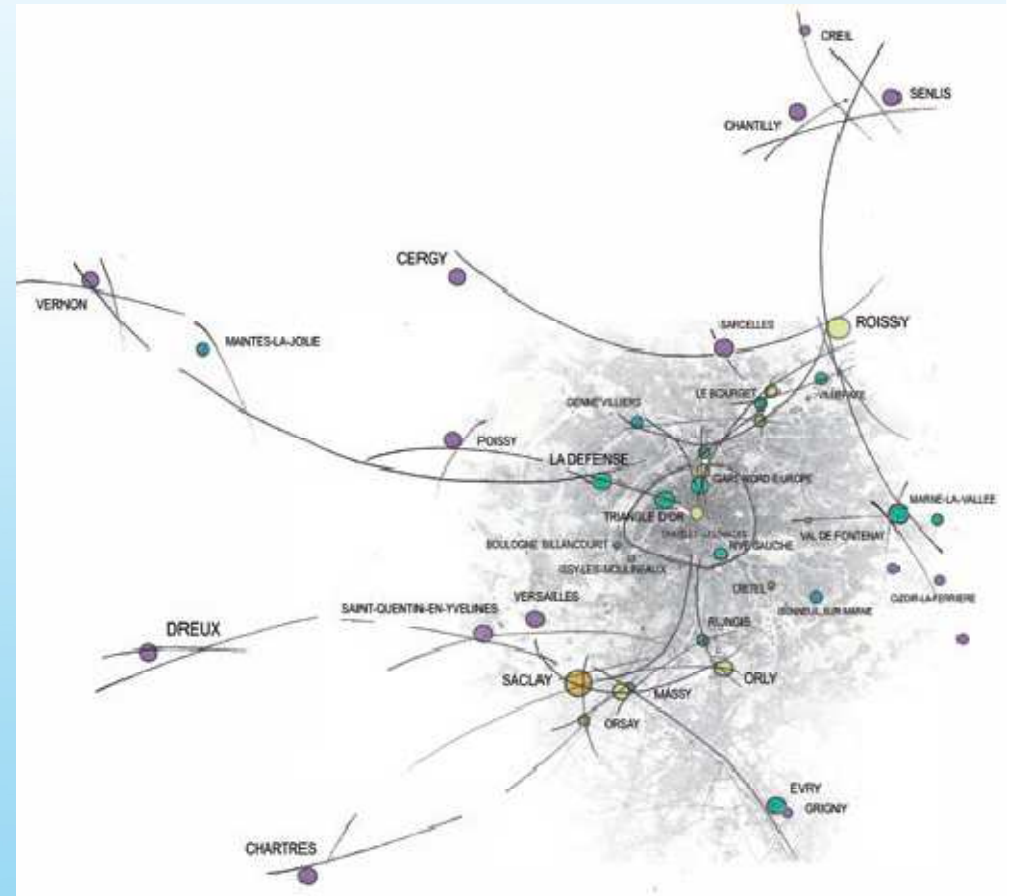 CREIL
SENLIS
CHANTILLY
CERGY
VERNON
ROISSY
SARCELLES
MANTES-LA-JOLIE
LE BOURGET
GENNEVILLIERS
POISSY
LA DEFENSE
GARE NORD EUROPE
MARNE-LA-VALLEE
TRIANGLE D'OR
VAL DE FONTENAY
BOULOGNE BILLANCOURT
RIVE GAUCHE
ISSY-LES-MOULINEAUX
CRETEIL
OZOIR-LA-FERRIERE
VERSAILLES
SAINT-QUENTIN-EN-YVELINES
BONNEUIL SUR MARNE
DREUX
RUNGIS
SACLAY
ORLY
MASSY
ORSAY
EVRY
GRIGNY
CHARTRES